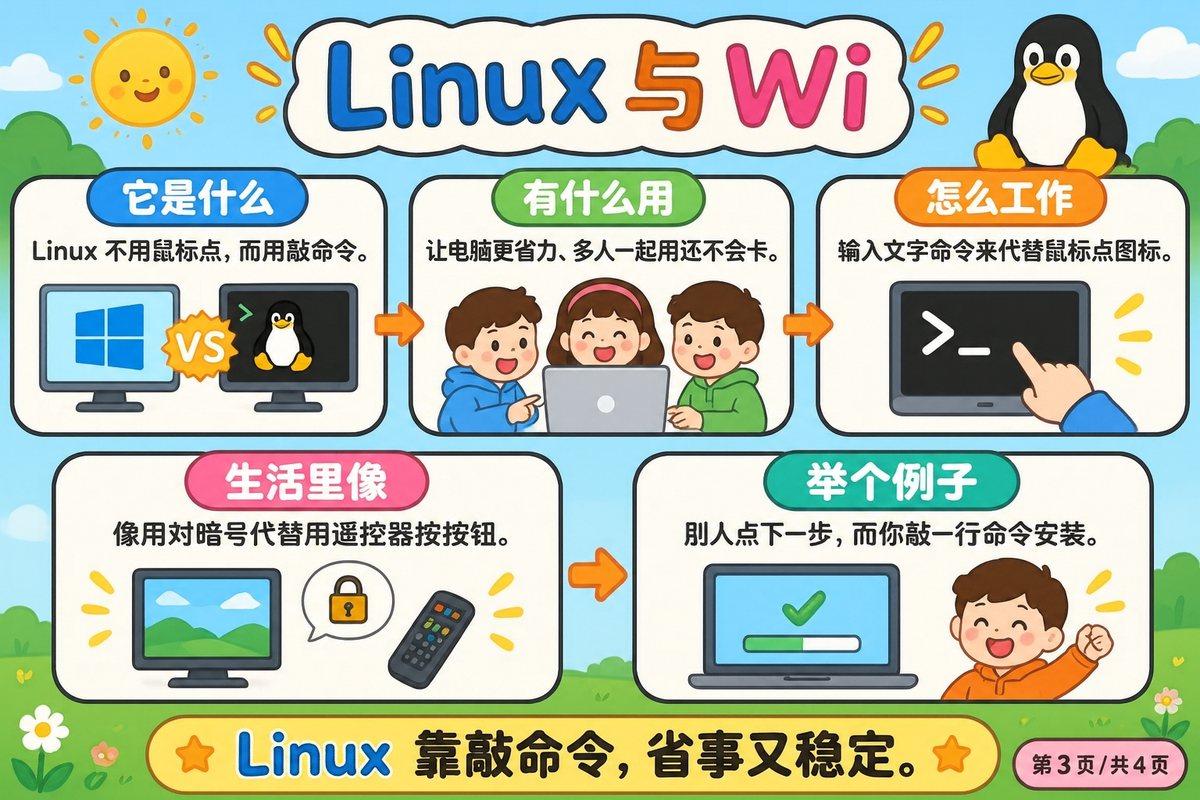 Linux 与 Wi
它是什么
Linux 不用鼠标点，而用敲命令。
VS
>
有什么用
让电脑更省力、多人一起用还不会卡。
怎么工作
输入文字命令来代替鼠标点图标。
>_
生活里像
像用对暗号代替用遥控器按按钮。
举个例子
別人点下一步，而你敲一行命令安装。
Linux 靠敲命令，省事又稳定。
第3页/共4页